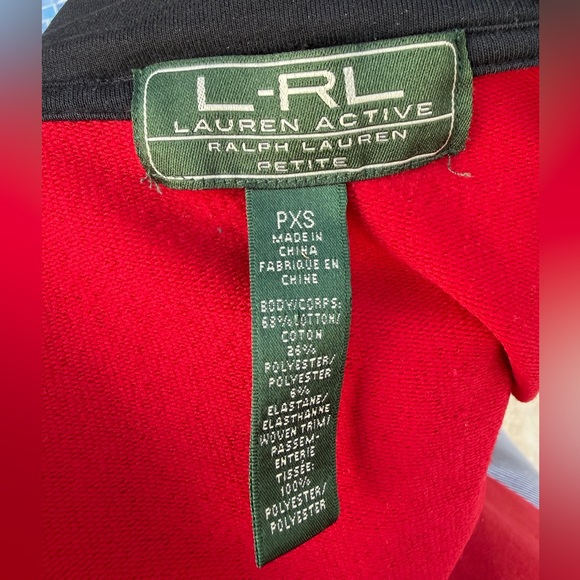 L-RL
LAUREN ACTIVE
RALPH LAUREN
PETITE
PXS
MADE IN
CHINA
FABRIQUE EN
CHINE
BODY/CORPS:
68% COTTON/
COTON
26%
POLYESTER/
POLYESTER
6%
ELASTANE/
ELASTHANNE
WOVEN TRIM/
PASSEM-
ENTERIE
TISSÉE:
100%
POLYESTER/
POLYESTER